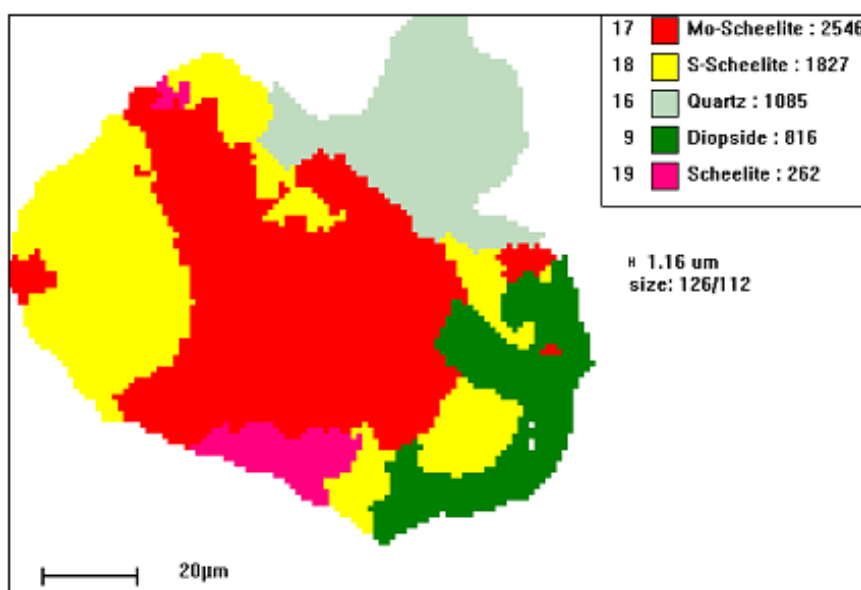 17 Mo-Scheelite : 2546
18 S-Scheelite : 1827
16 Quartz : 1085
9 Diopside : 816
19 Scheelite : 262
H 1.16 um
size: 126/112
20µm